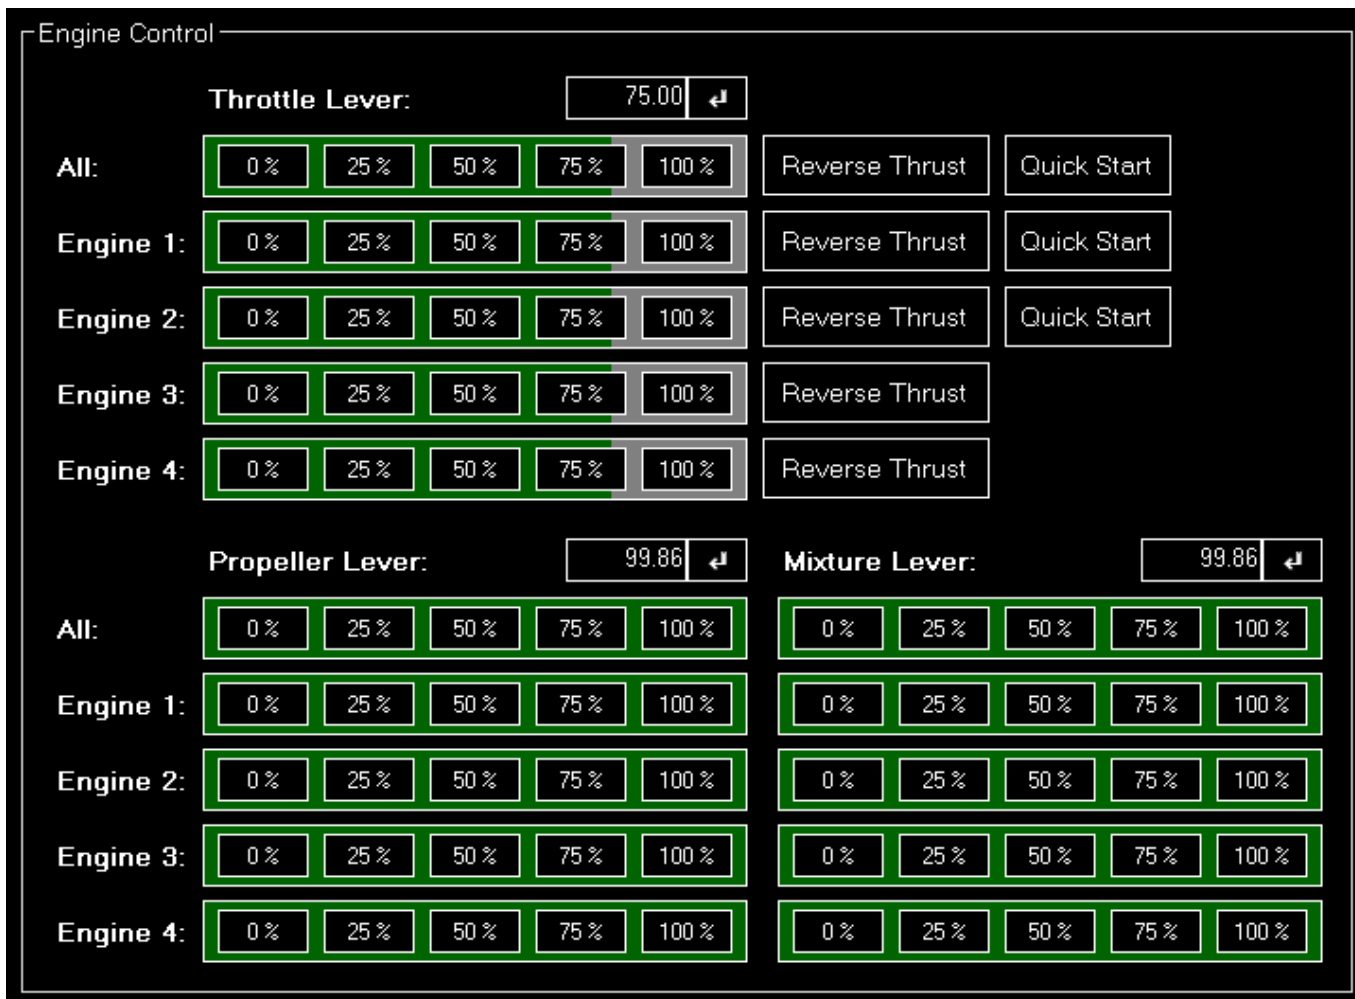 Engine Control
Throttle Lever: 75.00
All: 0 % 25 % 50 % 75 % 100 % Reverse Thrust Quick Start
Engine 1: 0 % 25 % 50 % 75 % 100 % Reverse Thrust Quick Start
Engine 2: 0 % 25 % 50 % 75 % 100 % Reverse Thrust Quick Start
Engine 3: 0 % 25 % 50 % 75 % 100 % Reverse Thrust
Engine 4: 0 % 25 % 50 % 75 % 100 % Reverse Thrust
Propeller Lever: 99.86 Mixture Lever: 99.86
All: 0 % 25 % 50 % 75 % 100 % 0 % 25 % 50 % 75 % 100 %
Engine 1: 0 % 25 % 50 % 75 % 100 % 0 % 25 % 50 % 75 % 100 %
Engine 2: 0 % 25 % 50 % 75 % 100 % 0 % 25 % 50 % 75 % 100 %
Engine 3: 0 % 25 % 50 % 75 % 100 % 0 % 25 % 50 % 75 % 100 %
Engine 4: 0 % 25 % 50 % 75 % 100 % 0 % 25 % 50 % 75 % 100 %